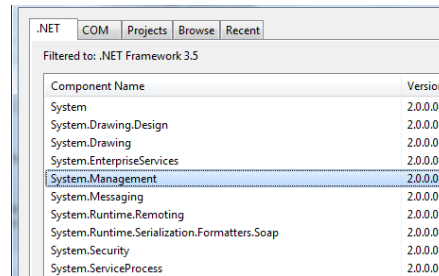 .NET COM Projects Browse Recent
Filtered to: .NET Framework 3.5
Component Name Version
System 2.0.0.0
System.Drawing.Design 2.0.0.0
System.Drawing 2.0.0.0
System.EnterpriseServices 2.0.0.0
System.Management 2.0.0.0
System.Messaging 2.0.0.0
System.Runtime.Remoting 2.0.0.0
System.Runtime.Serialization.Formatters.Soap 2.0.0.0
System.Security 2.0.0.0
System.ServiceProcess 2.0.0.0